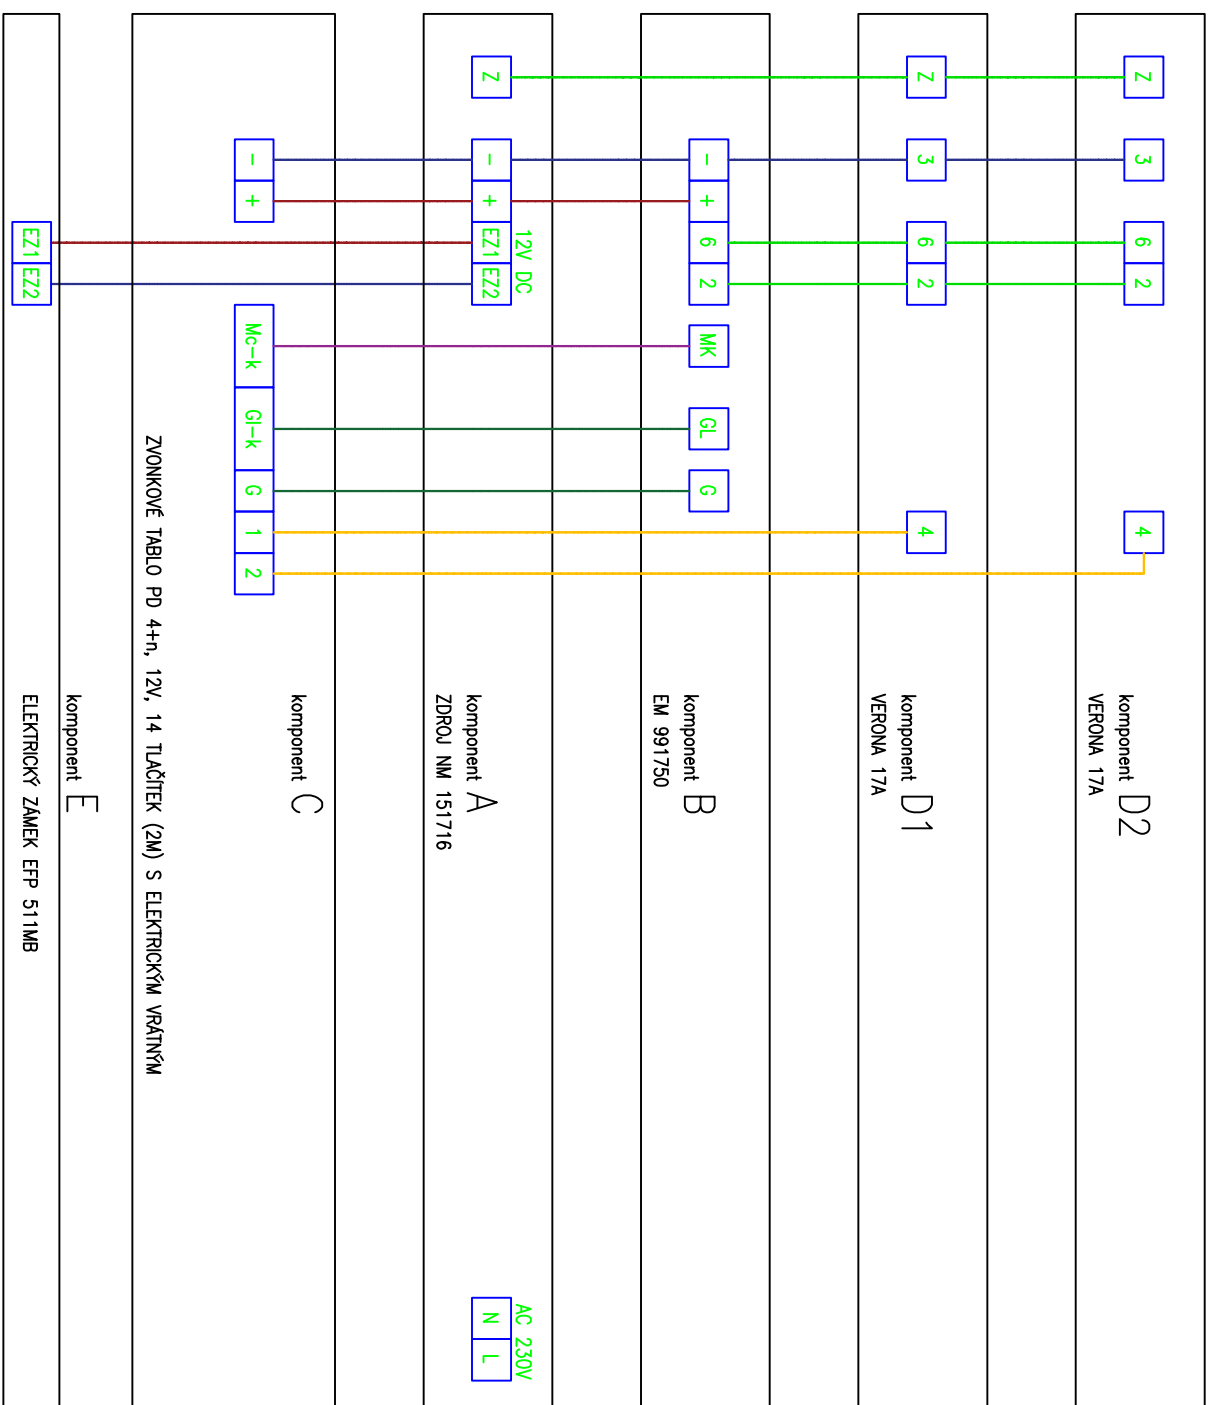 Z 3 6 2 4
komponent D2
VERONA 17A
Z 3 6 2 4
komponent D1
VERONA 17A
- + 6 2 MK GL G
komponent B
EM 991750
12V DC
AC 230V
Z - + EZ1 EZ2
N L
komponent A
ZDROJ NM 151716
komponent C
- + Mc-k Gl-k G 1 2
ZVONKOVÉ TABLO PD 4+n, 12V, 14 TLAČÍTEK (2M) S ELEKTRICKÝM VRÁTNÝM
komponent E
EZ1 EZ2
ELEKTRICKÝ ZÁMEK EFP 511MB